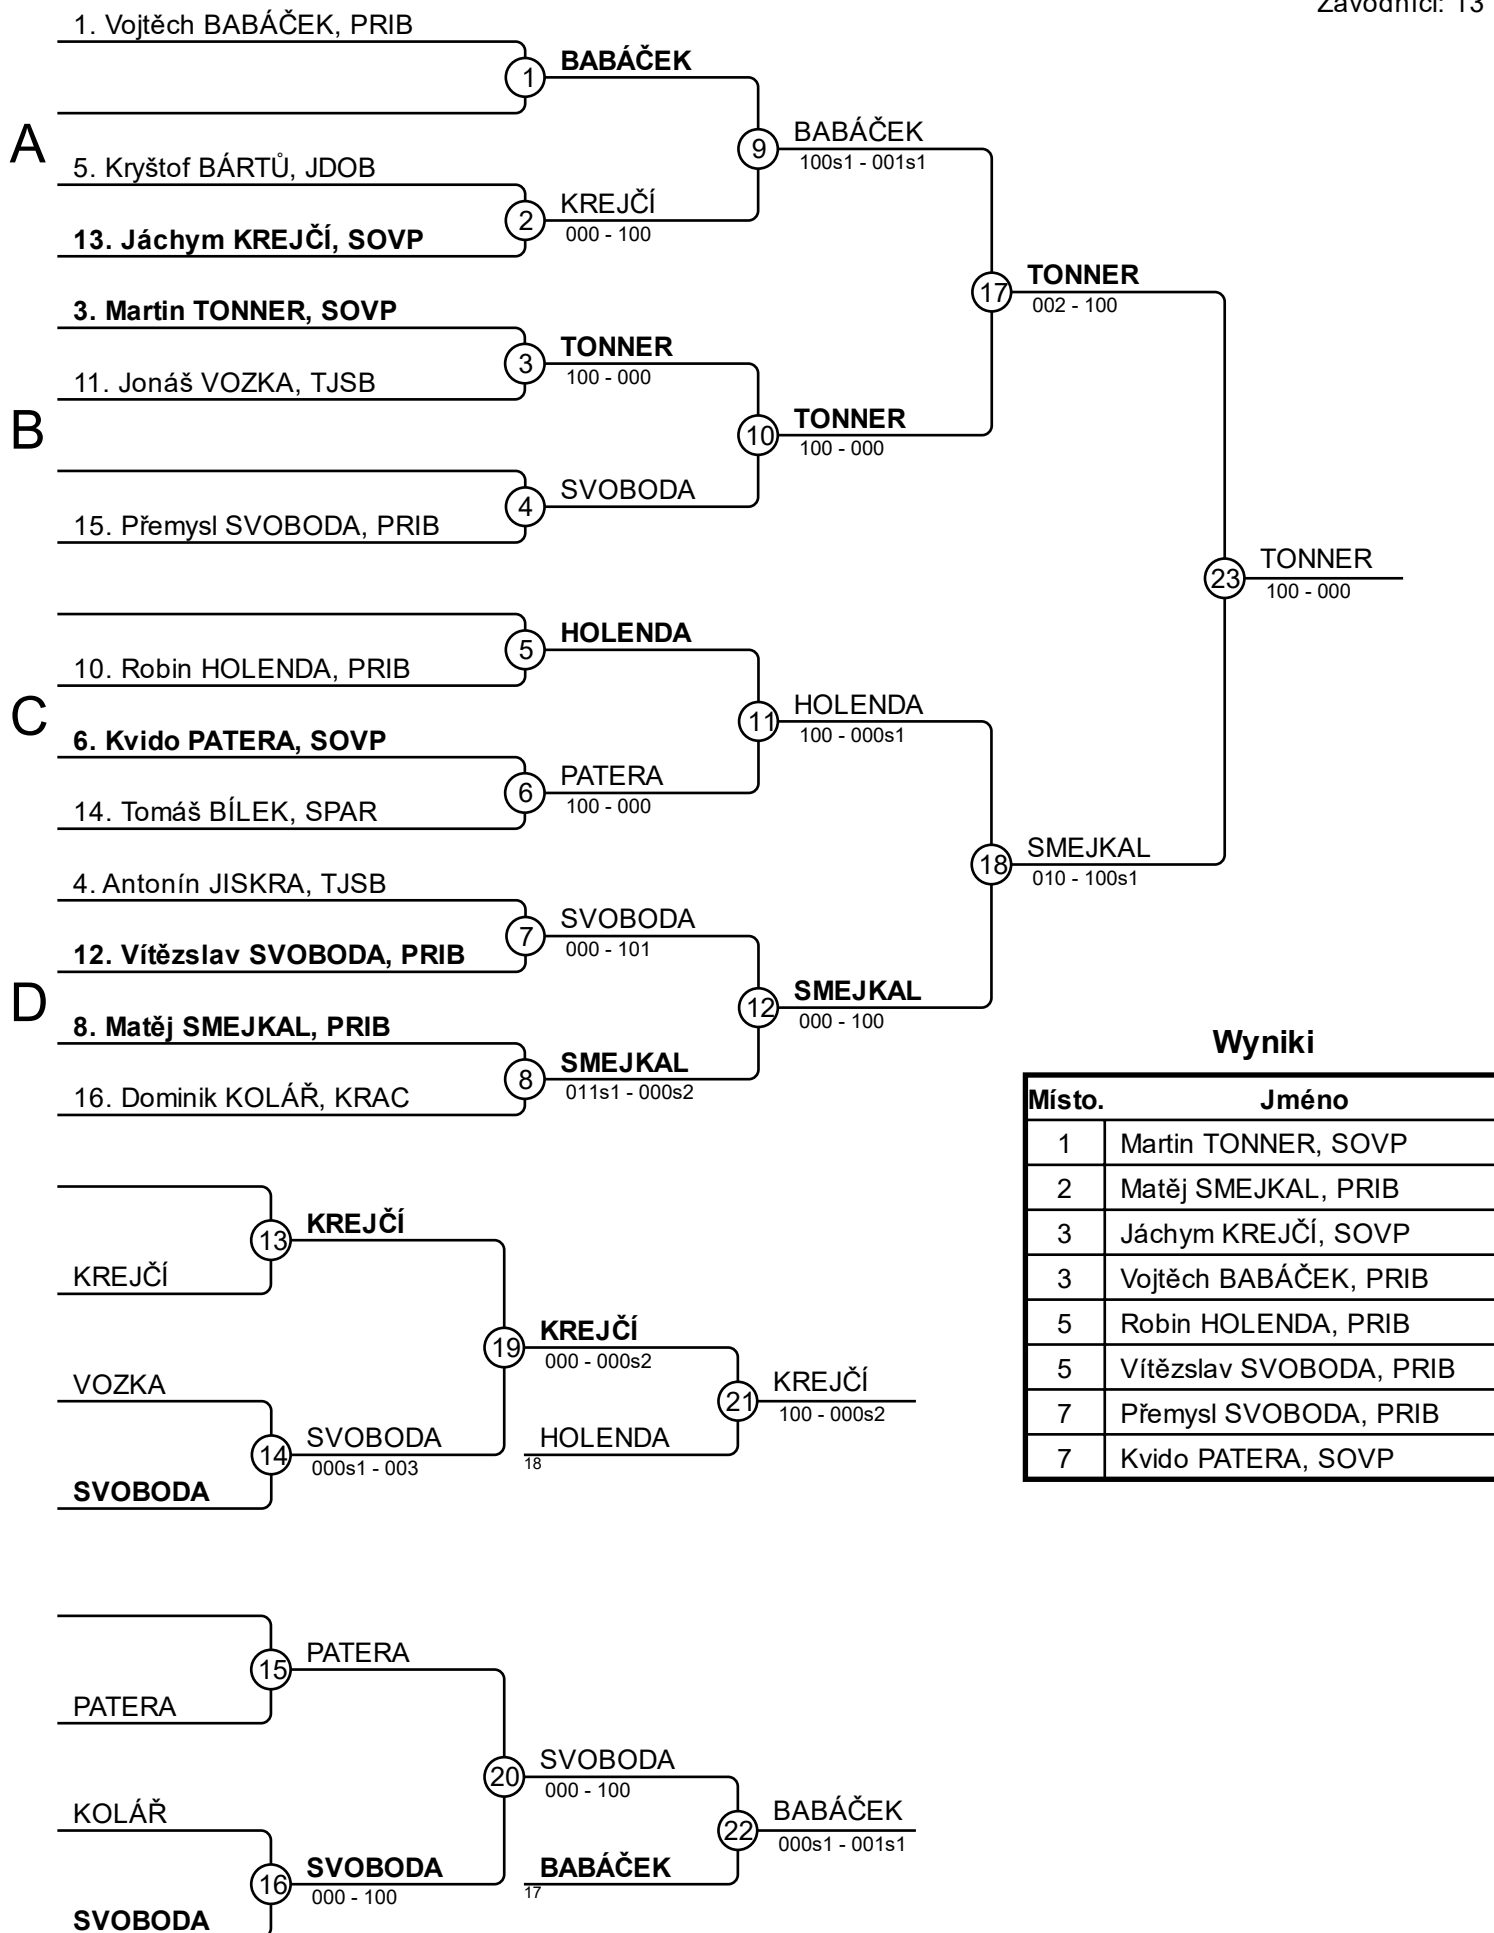 Závodníci: 13
1. Vojtěch BABÁČEK, PRIB
1
BABÁČEK
A
9
BABÁČEK
100s1 - 001s1
5. Kryštof BÁRTŮ, JDOB
2
KREJČÍ
000 - 100
13. Jáchym KREJČÍ, SOVP
17
TONNER
002 - 100
3. Martin TONNER, SOVP
3
TONNER
100 - 000
11. Jonáš VOZKA, TJSB
B
10
TONNER
100 - 000
4
SVOBODA
15. Přemysl SVOBODA, PRIB
23
TONNER
100 - 000
5
HOLENDA
10. Robin HOLENDA, PRIB
C
11
HOLENDA
100 - 000s1
6. Kvido PATERA, SOVP
6
PATERA
100 - 000
14. Tomáš BÍLEK, SPAR
18
SMEJKAL
010 - 100s1
4. Antonín JISKRA, TJSB
7
SVOBODA
000 - 101
12. Vítězslav SVOBODA, PRIB
D
12
SMEJKAL
000 - 100
8. Matěj SMEJKAL, PRIB
8
SMEJKAL
011s1 - 000s2
16. Dominik KOLÁŘ, KRAC
Wyniki
Místo. Jméno
1 Martin TONNER, SOVP
2 Matěj SMEJKAL, PRIB
3 Jáchym KREJČÍ, SOVP
3 Vojtěch BABÁČEK, PRIB
5 Robin HOLENDA, PRIB
5 Vítězslav SVOBODA, PRIB
7 Přemysl SVOBODA, PRIB
7 Kvido PATERA, SOVP
13
KREJČÍ
KREJČÍ
19
KREJČÍ
000 - 000s2
VOZKA
21
KREJČÍ
100 - 000s2
14
SVOBODA
000s1 - 003
HOLENDA
18
SVOBODA
15
PATERA
PATERA
20
SVOBODA
000 - 100
KOLÁŘ
22
BABÁČEK
000s1 - 001s1
16
SVOBODA
000 - 100
BABÁČEK
17
SVOBODA